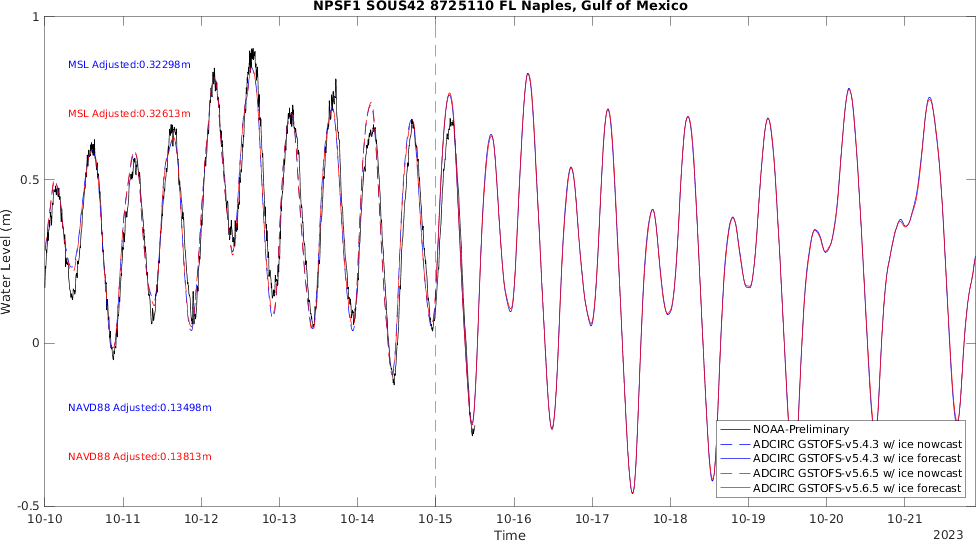 NPSF1 SOUS42 8725110 FL Naples, Gulf of Mexico
1
0.5
0
-0.5
Water Level (m)
MSL Adjusted:0.32298m
MSL Adjusted:0.32613m
NAVD88 Adjusted:0.13498m
NAVD88 Adjusted:0.13813m
NOAA-Preliminary
ADCIRC GSTOFS-v5.4.3 w/ ice nowcast
ADCIRC GSTOFS-v5.4.3 w/ ice forecast
ADCIRC GSTOFS-v5.6.5 w/ ice nowcast
ADCIRC GSTOFS-v5.6.5 w/ ice forecast
10-10 10-11 10-12 10-13 10-14 10-15 10-16 10-17 10-18 10-19 10-20 10-21
Time
2023